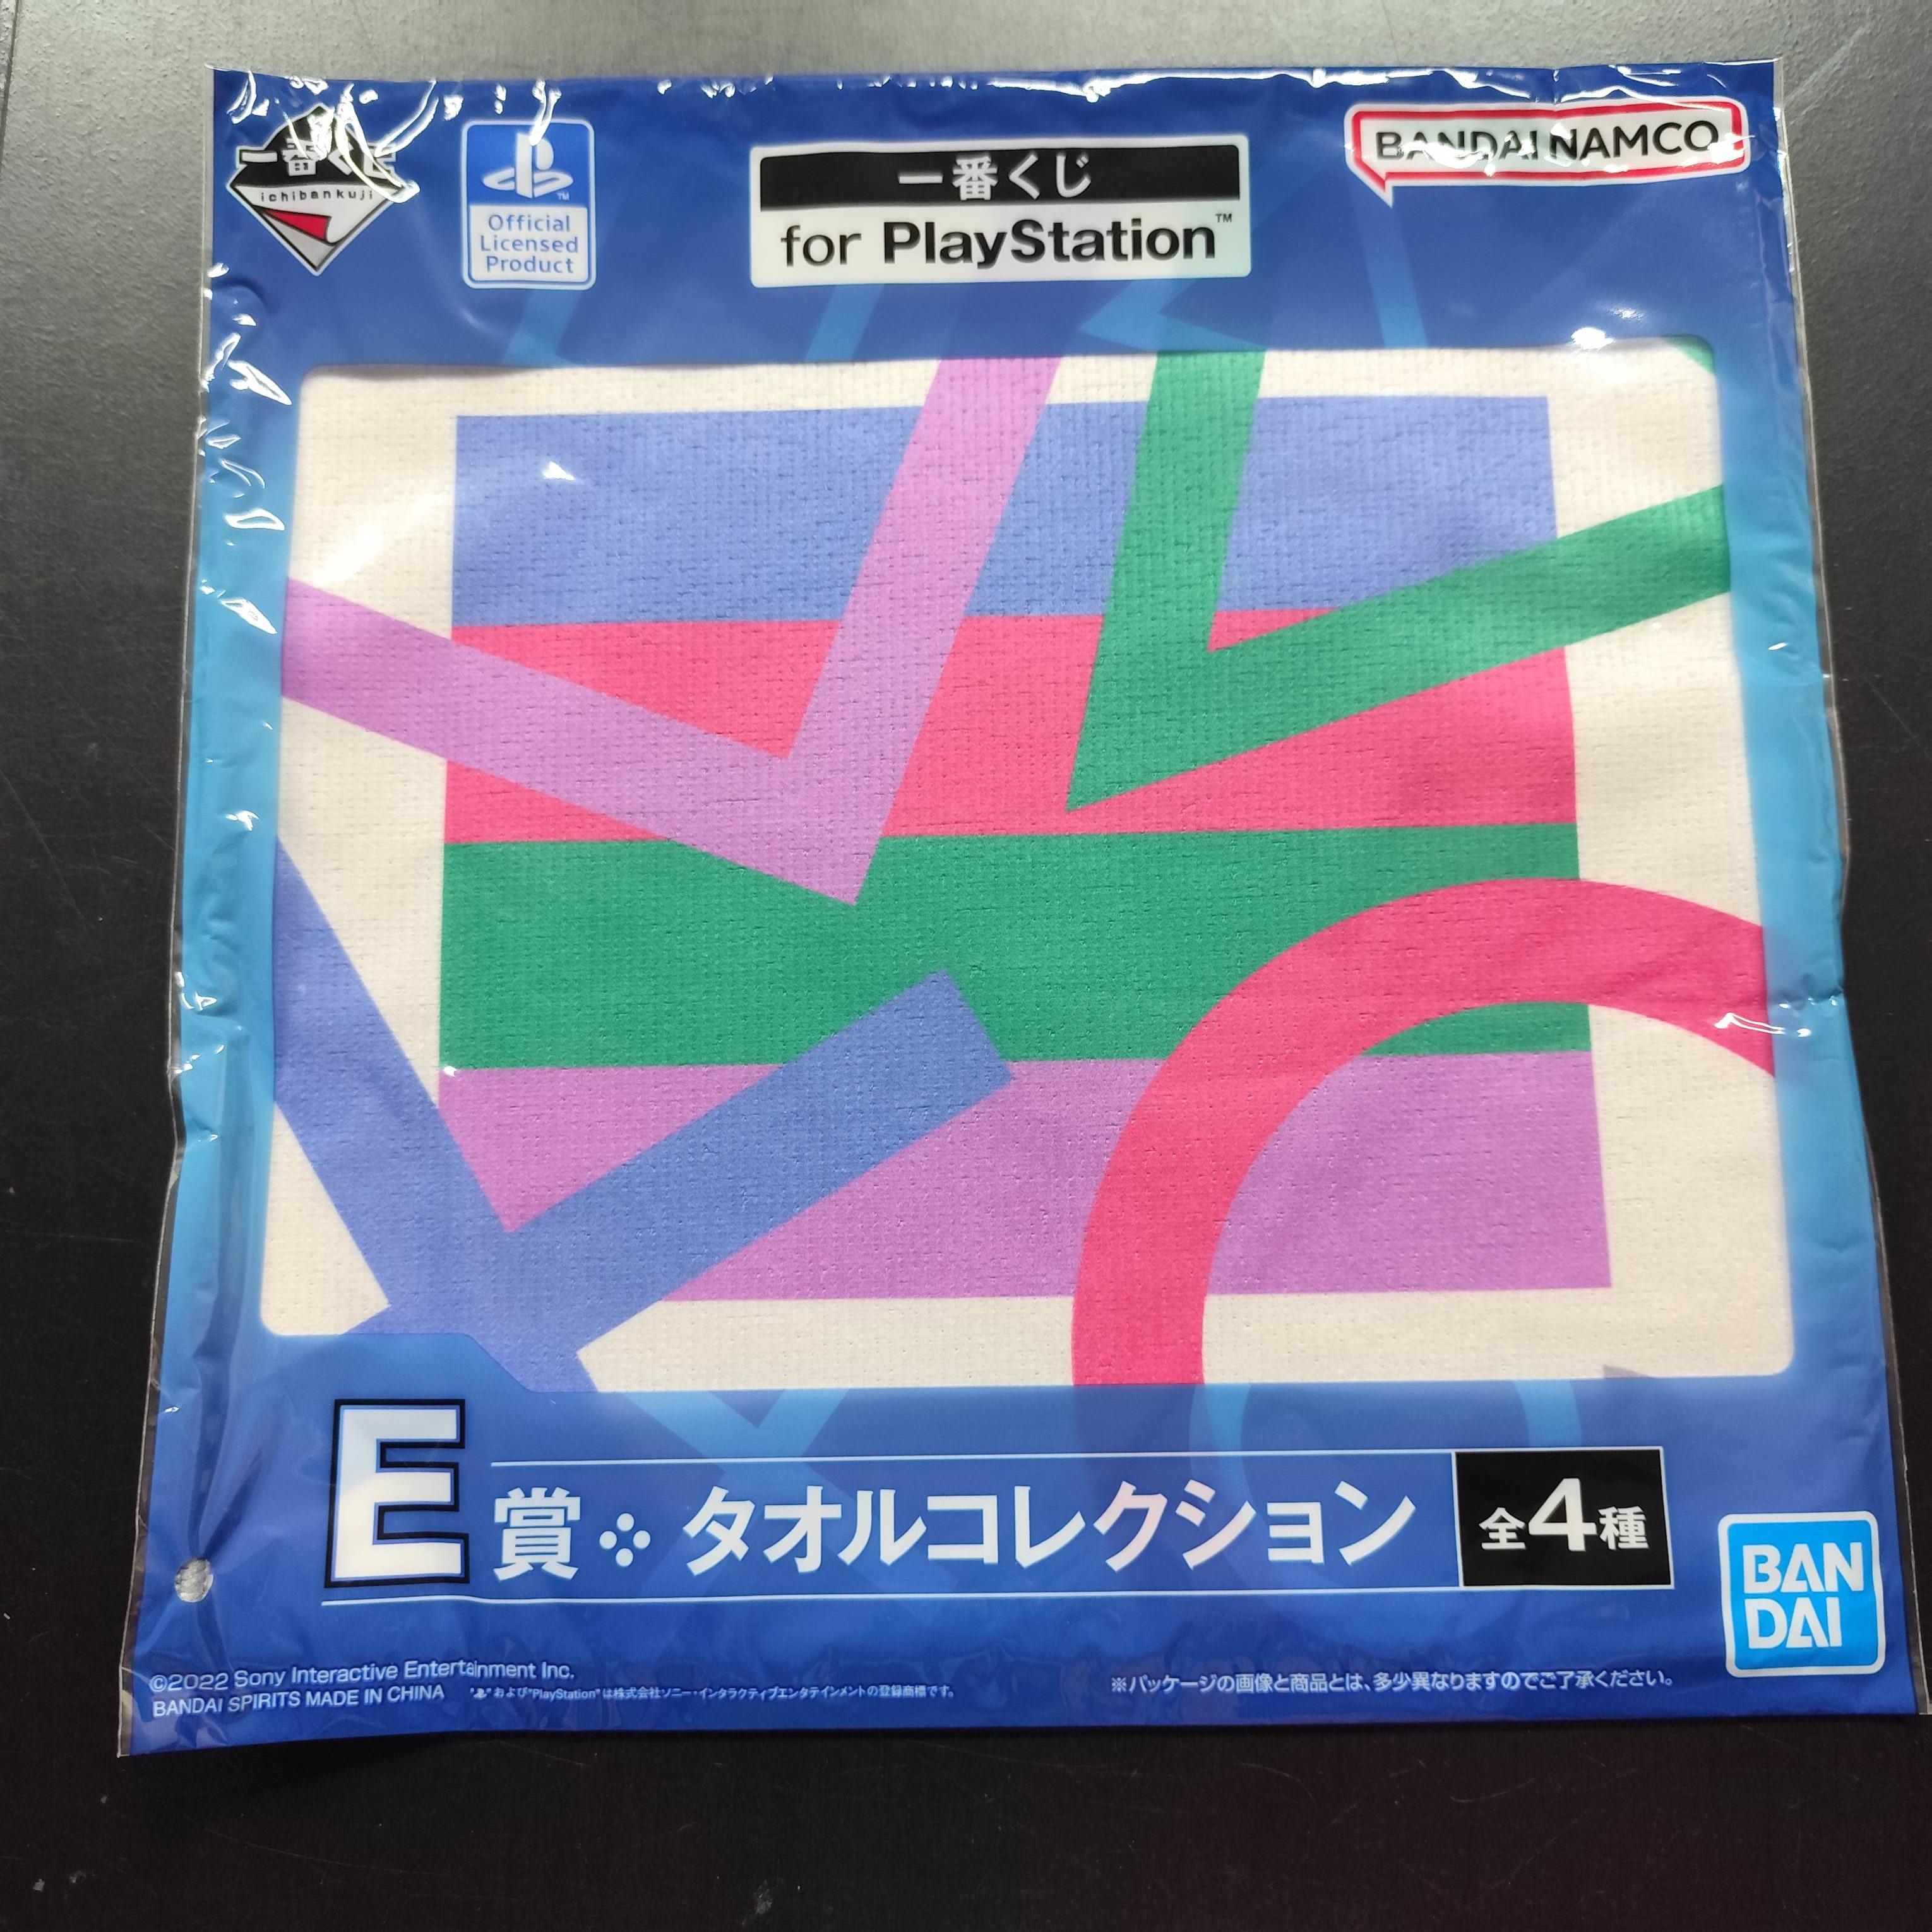 一番くじ
ichibankuji
Official
Licensed
Product
一番くじ
for PlayStation™
BANDAI NAMCO
E賞 タオルコレクション 全4種
BAN
DAI
©2022 Sony Interactive Entertainment Inc.
BANDAI SPIRITS MADE IN CHINA
および"PlayStation"は株式会社ソニー・インタラクティブエンタテインメントの登録商標です。
※パッケージの画像と商品とは、多少異なりますのでご了承ください。